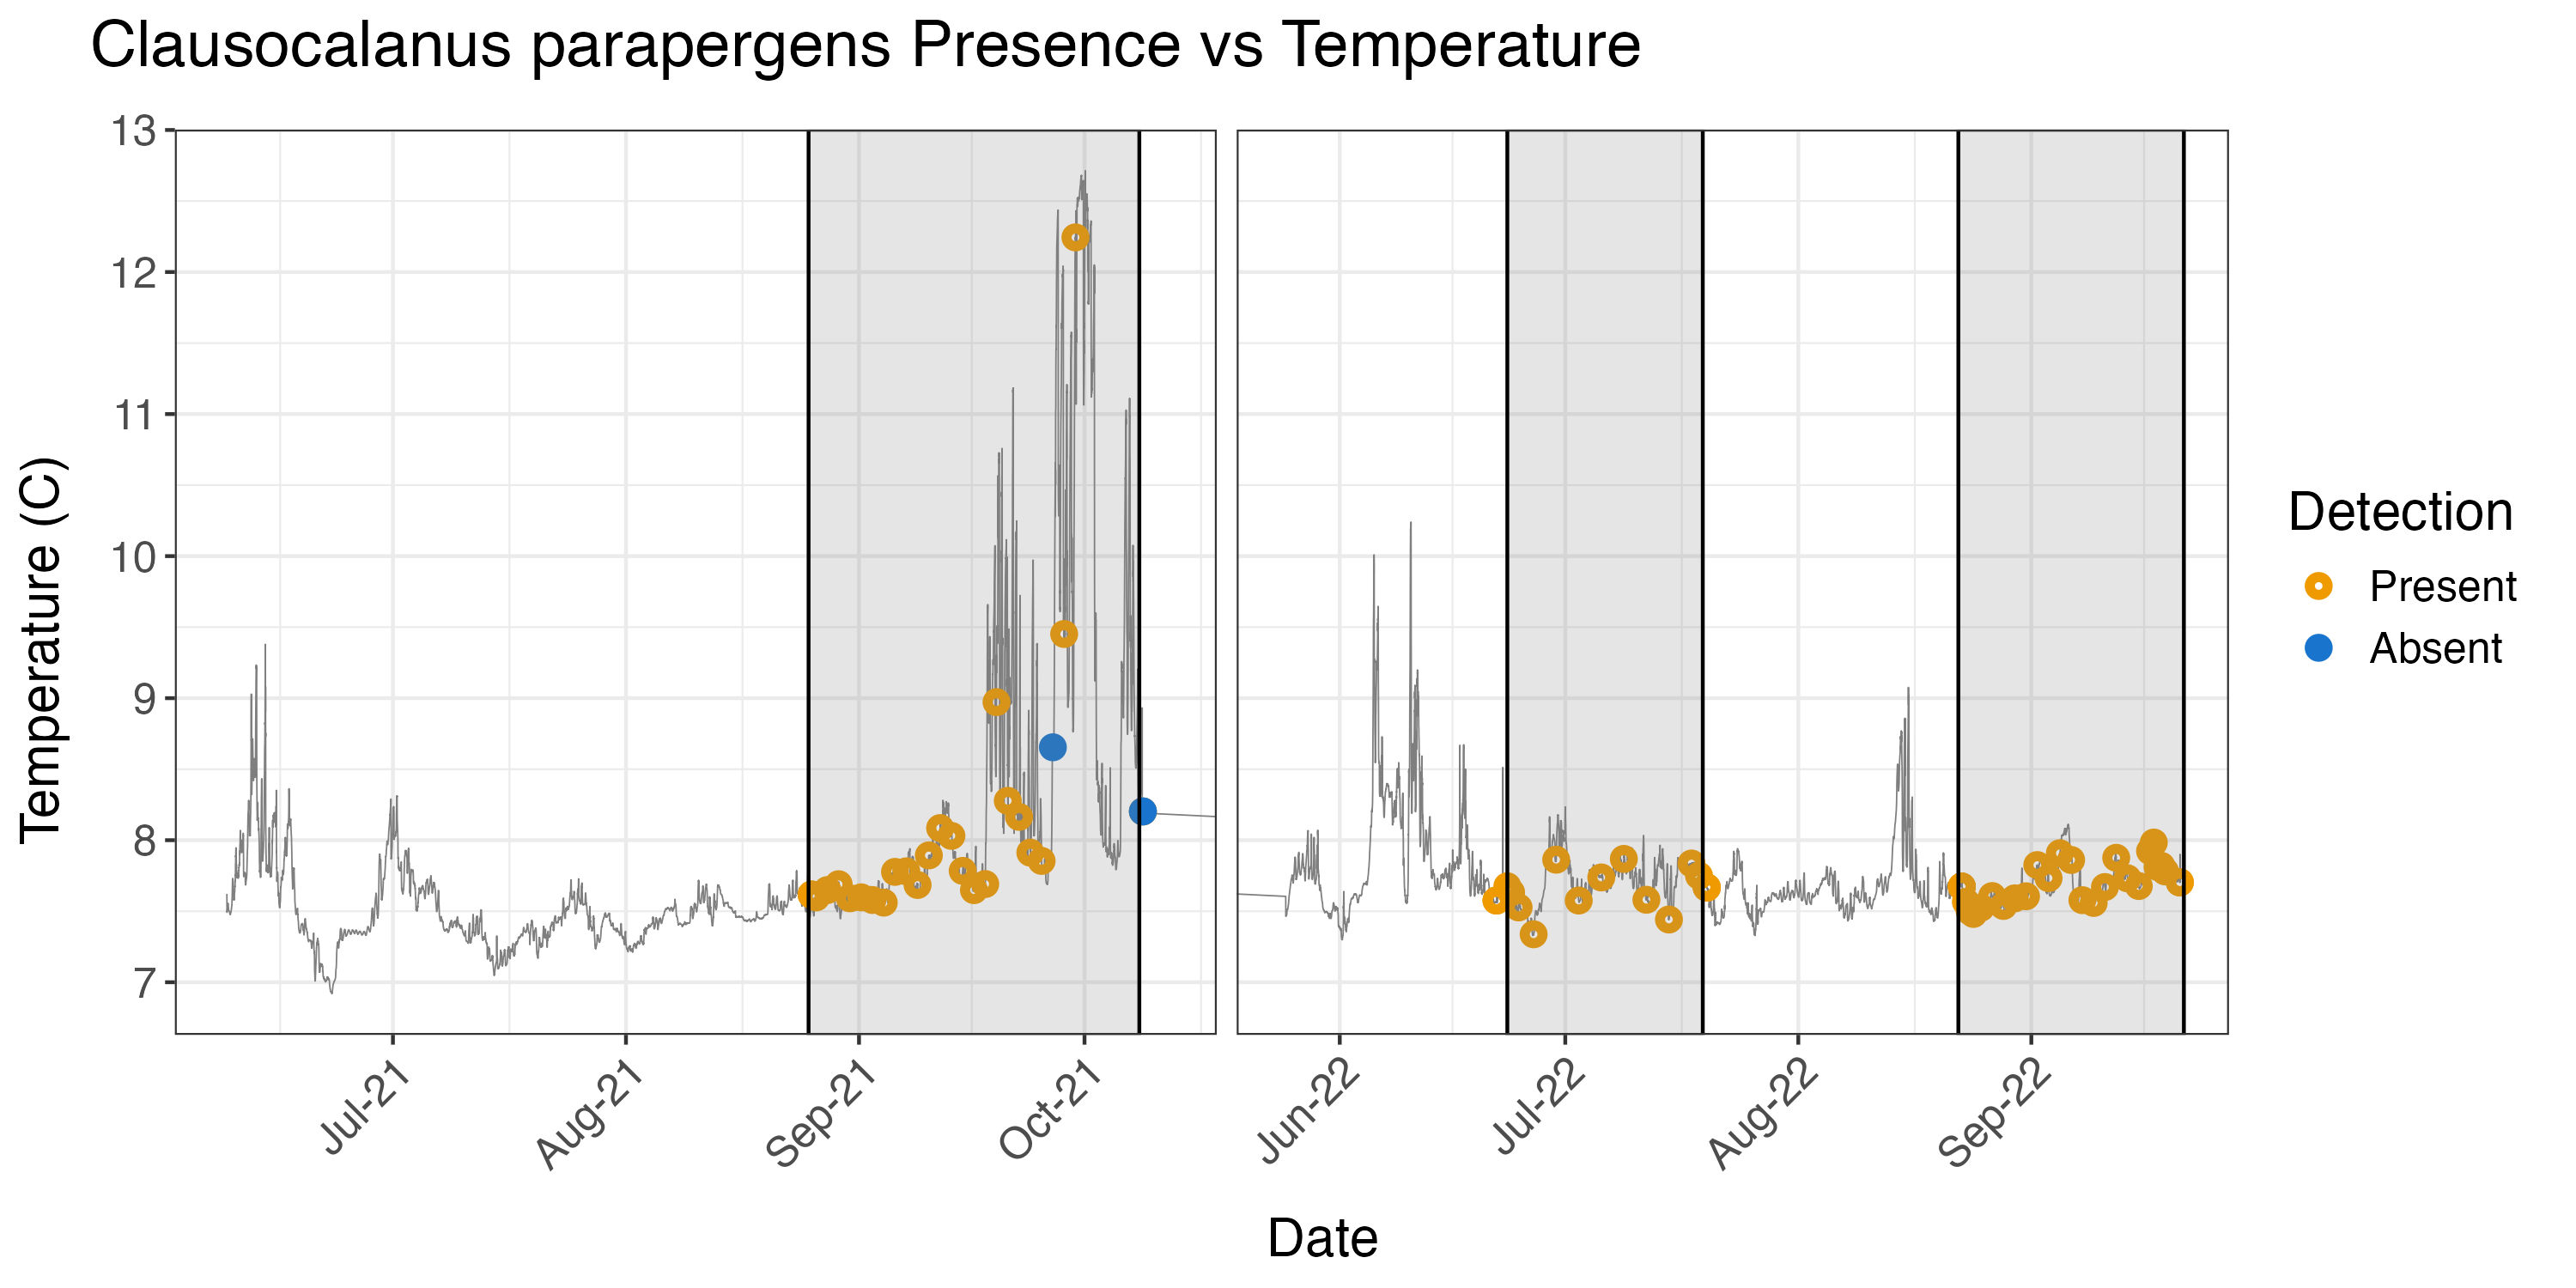 Clausocalanus parapergens Presence vs Temperature
13
12
11
10
9
8
7
Temperature (C)
Jul-21
Aug-21
Sep-21
Oct-21
Jun-22
Jul-22
Aug-22
Sep-22
Date
Detection
Present
Absent